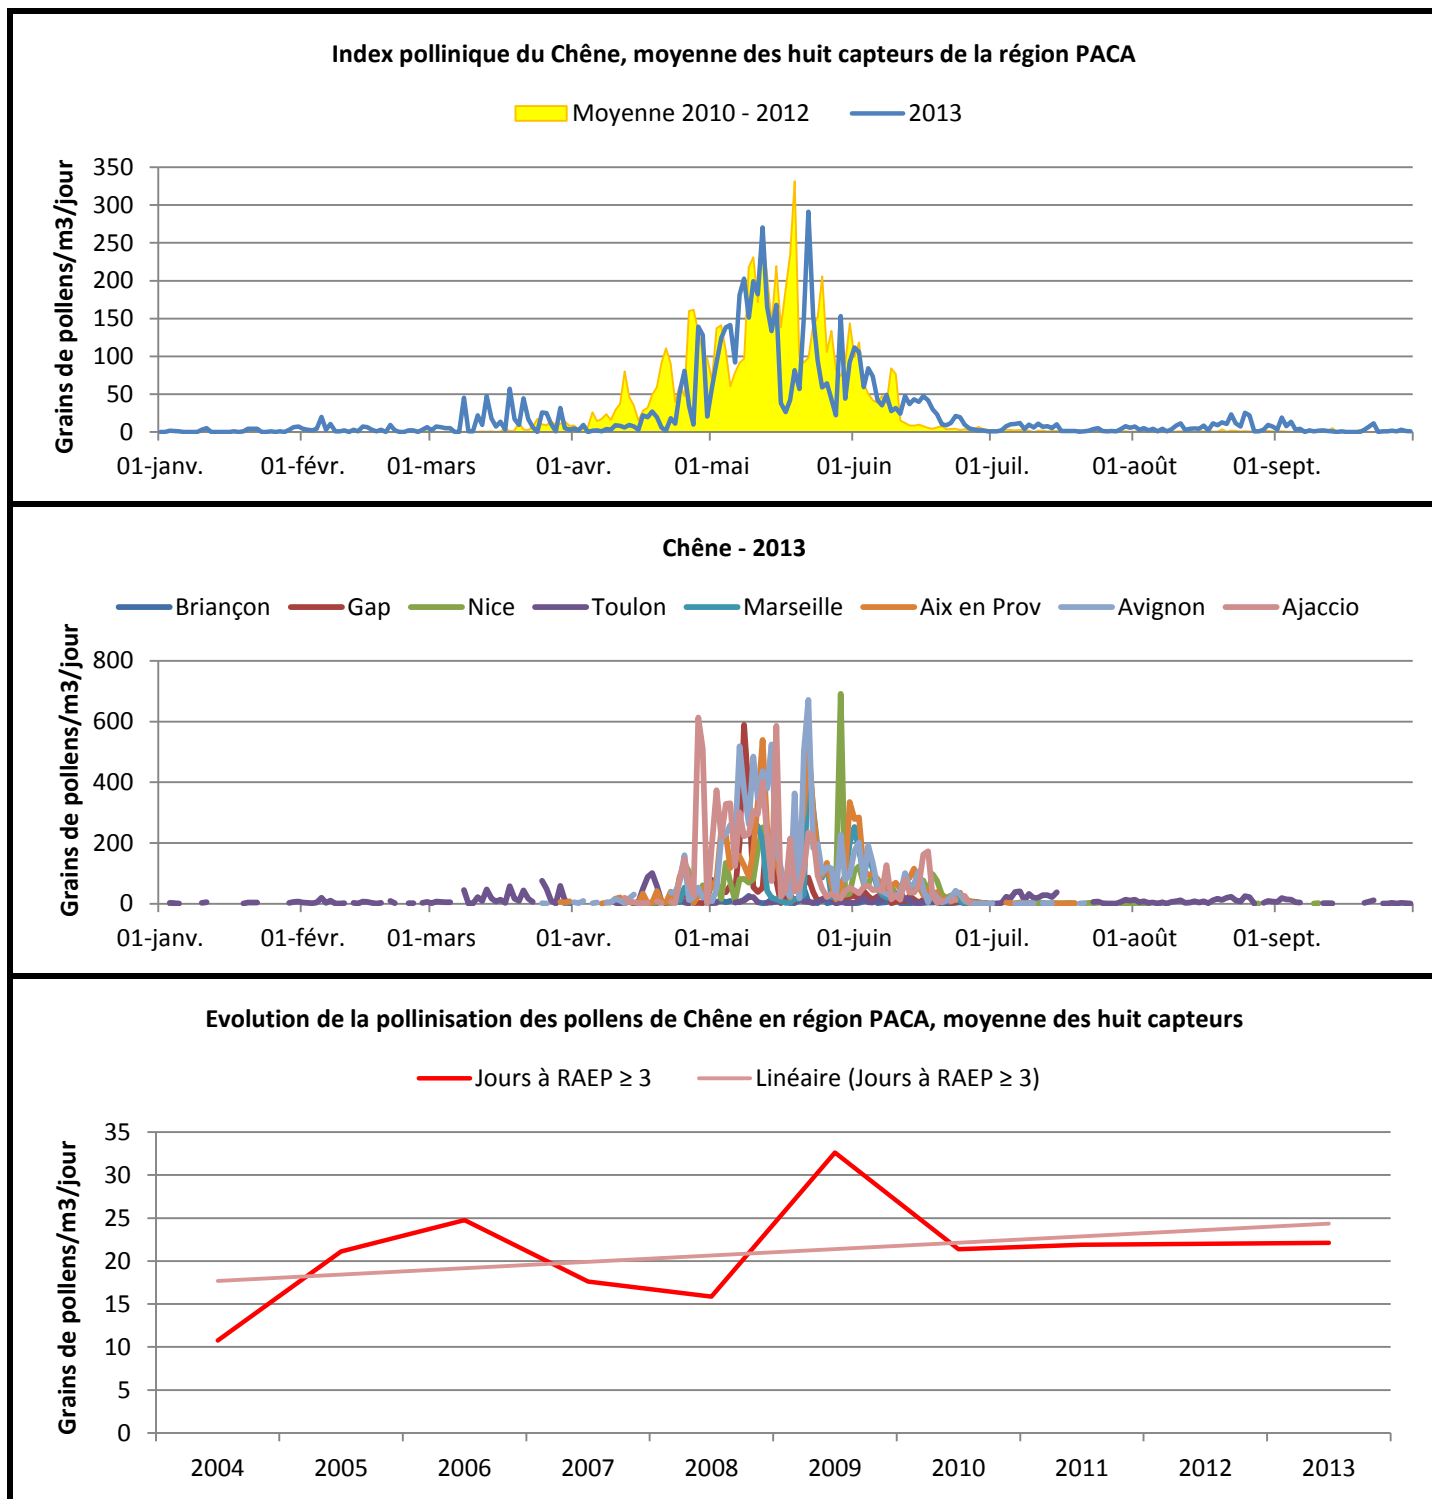 Index pollinique du Chêne, moyenne des huit capteurs de la région PACA
Moyenne 2010 - 2012 2013
Grains de pollens/m3/jour
350
300
250
200
150
100
50
0
01-janv. 01-févr. 01-mars 01-avr. 01-mai 01-juin 01-juil. 01-août 01-sept.
Chêne - 2013
Briançon Gap Nice Toulon Marseille Aix en Prov Avignon Ajaccio
Grains de pollens/m3/jour
800
600
400
200
0
01-janv. 01-févr. 01-mars 01-avr. 01-mai 01-juin 01-juil. 01-août 01-sept.
Evolution de la pollinisation des pollens de Chêne en région PACA, moyenne des huit capteurs
Jours à RAEP ≥ 3 Linéaire (Jours à RAEP ≥ 3)
Grains de pollens/m3/jour
35
30
25
20
15
10
5
0
2004 2005 2006 2007 2008 2009 2010 2011 2012 2013